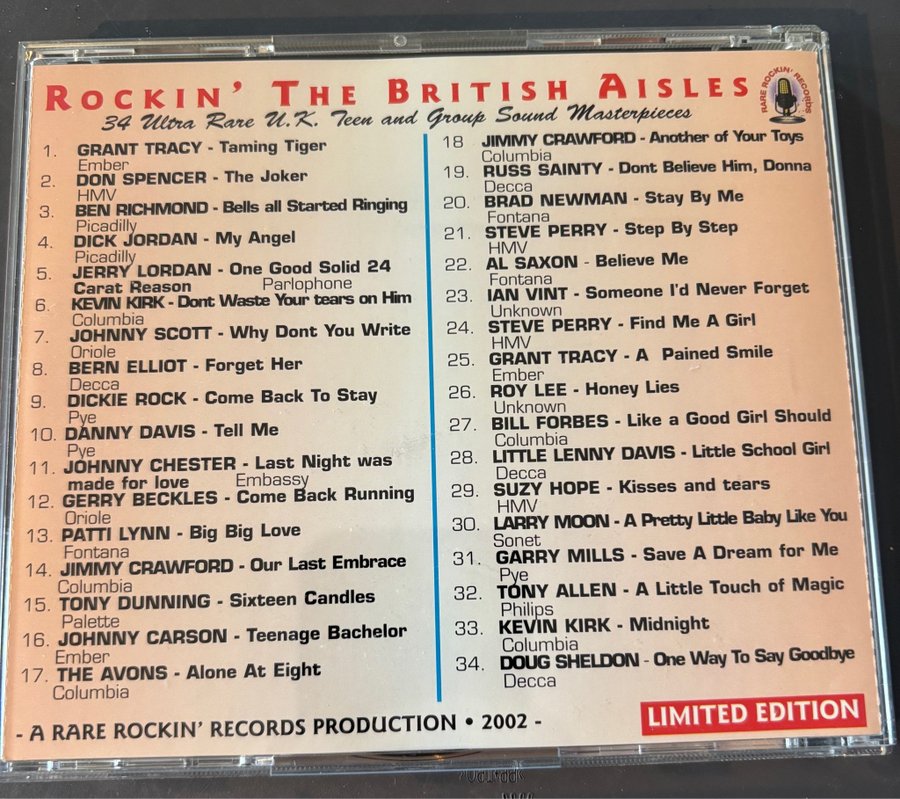 ROCKIN' THE BRITISH AISLES
RARE ROCKIN' RECORDS
34 Ultra Rare U.K. Teen and Group Sound Masterpieces
1. GRANT TRACY - Taming Tiger
Ember
2. DON SPENCER - The Joker
HMV
3. BEN RICHMOND - Bells all Started Ringing
Picadilly
4. DICK JORDAN - My Angel
Picadilly
5. JERRY LORDAN - One Good Solid 24
Carat Reason Parlophone
6. KEVIN KIRK - Dont Waste Your tears on Him
Columbia
7. JOHNNY SCOTT - Why Dont You Write
Oriole
8. BERN ELLIOT - Forget Her
Decca
9. DICKIE ROCK - Come Back To Stay
Pye
10. DANNY DAVIS - Tell Me
Pye
11. JOHNNY CHESTER - Last Night was
made for love Embassy
12. GERRY BECKLES - Come Back Running
Oriole
13. PATTI LYNN - Big Big Love
Fontana
14. JIMMY CRAWFORD - Our Last Embrace
Columbia
15. TONY DUNNING - Sixteen Candles
Palette
16. JOHNNY CARSON - Teenage Bachelor
Ember
17. THE AVONS - Alone At Eight
Columbia
18 JIMMY CRAWFORD - Another of Your Toys
Columbia
19. RUSS SAINTY - Dont Believe Him, Donna
Decca
20. BRAD NEWMAN - Stay By Me
Fontana
21. STEVE PERRY - Step By Step
HMV
22. AL SAXON - Believe Me
Fontana
23. IAN VINT - Someone I'd Never Forget
Unknown
24. STEVE PERRY - Find Me A Girl
HMV
25. GRANT TRACY - A Pained Smile
Ember
26. ROY LEE - Honey Lies
Unknown
27. BILL FORBES - Like a Good Girl Should
Columbia
28. LITTLE LENNY DAVIS - Little School Girl
Decca
29. SUZY HOPE - Kisses and tears
HMV
30. LARRY MOON - A Pretty Little Baby Like You
Sonet
31. GARRY MILLS - Save A Dream for Me
Pye
32. TONY ALLEN - A Little Touch of Magic
Philips
33. KEVIN KIRK - Midnight
Columbia
34. DOUG SHELDON - One Way To Say Goodbye
Decca
- A RARE ROCKIN' RECORDS PRODUCTION • 2002 -
LIMITED EDITION